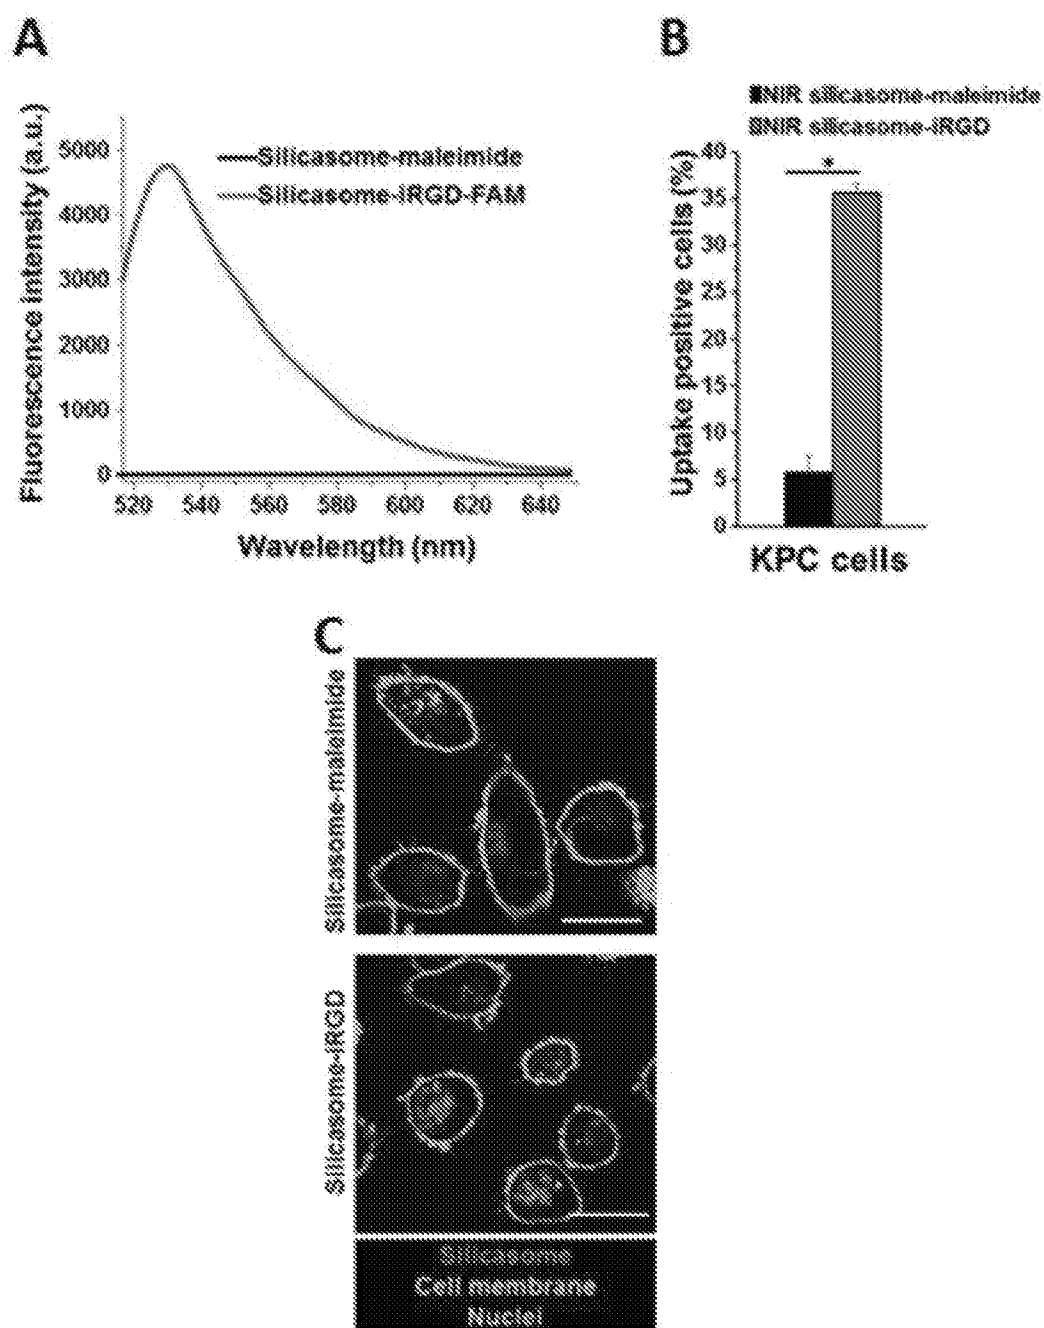 A
Fluorescence intensity (a.u.)
5000
4000
3000
2000
1000
0
Silicasome-maleimide
Silicasome-iRGD-FAM
520 540 560 580 600 620 640
Wavelength (nm)
B
NIR silicasome-maleimide
NIR silicasome-iRGD
Uptake positive cells (%)
40
35
30
25
20
15
10
5
0
*
KPC cells
C
Silicasome-maleimide
Silicasome-iRGD
Silicasome
Cell membrane
Nuclei